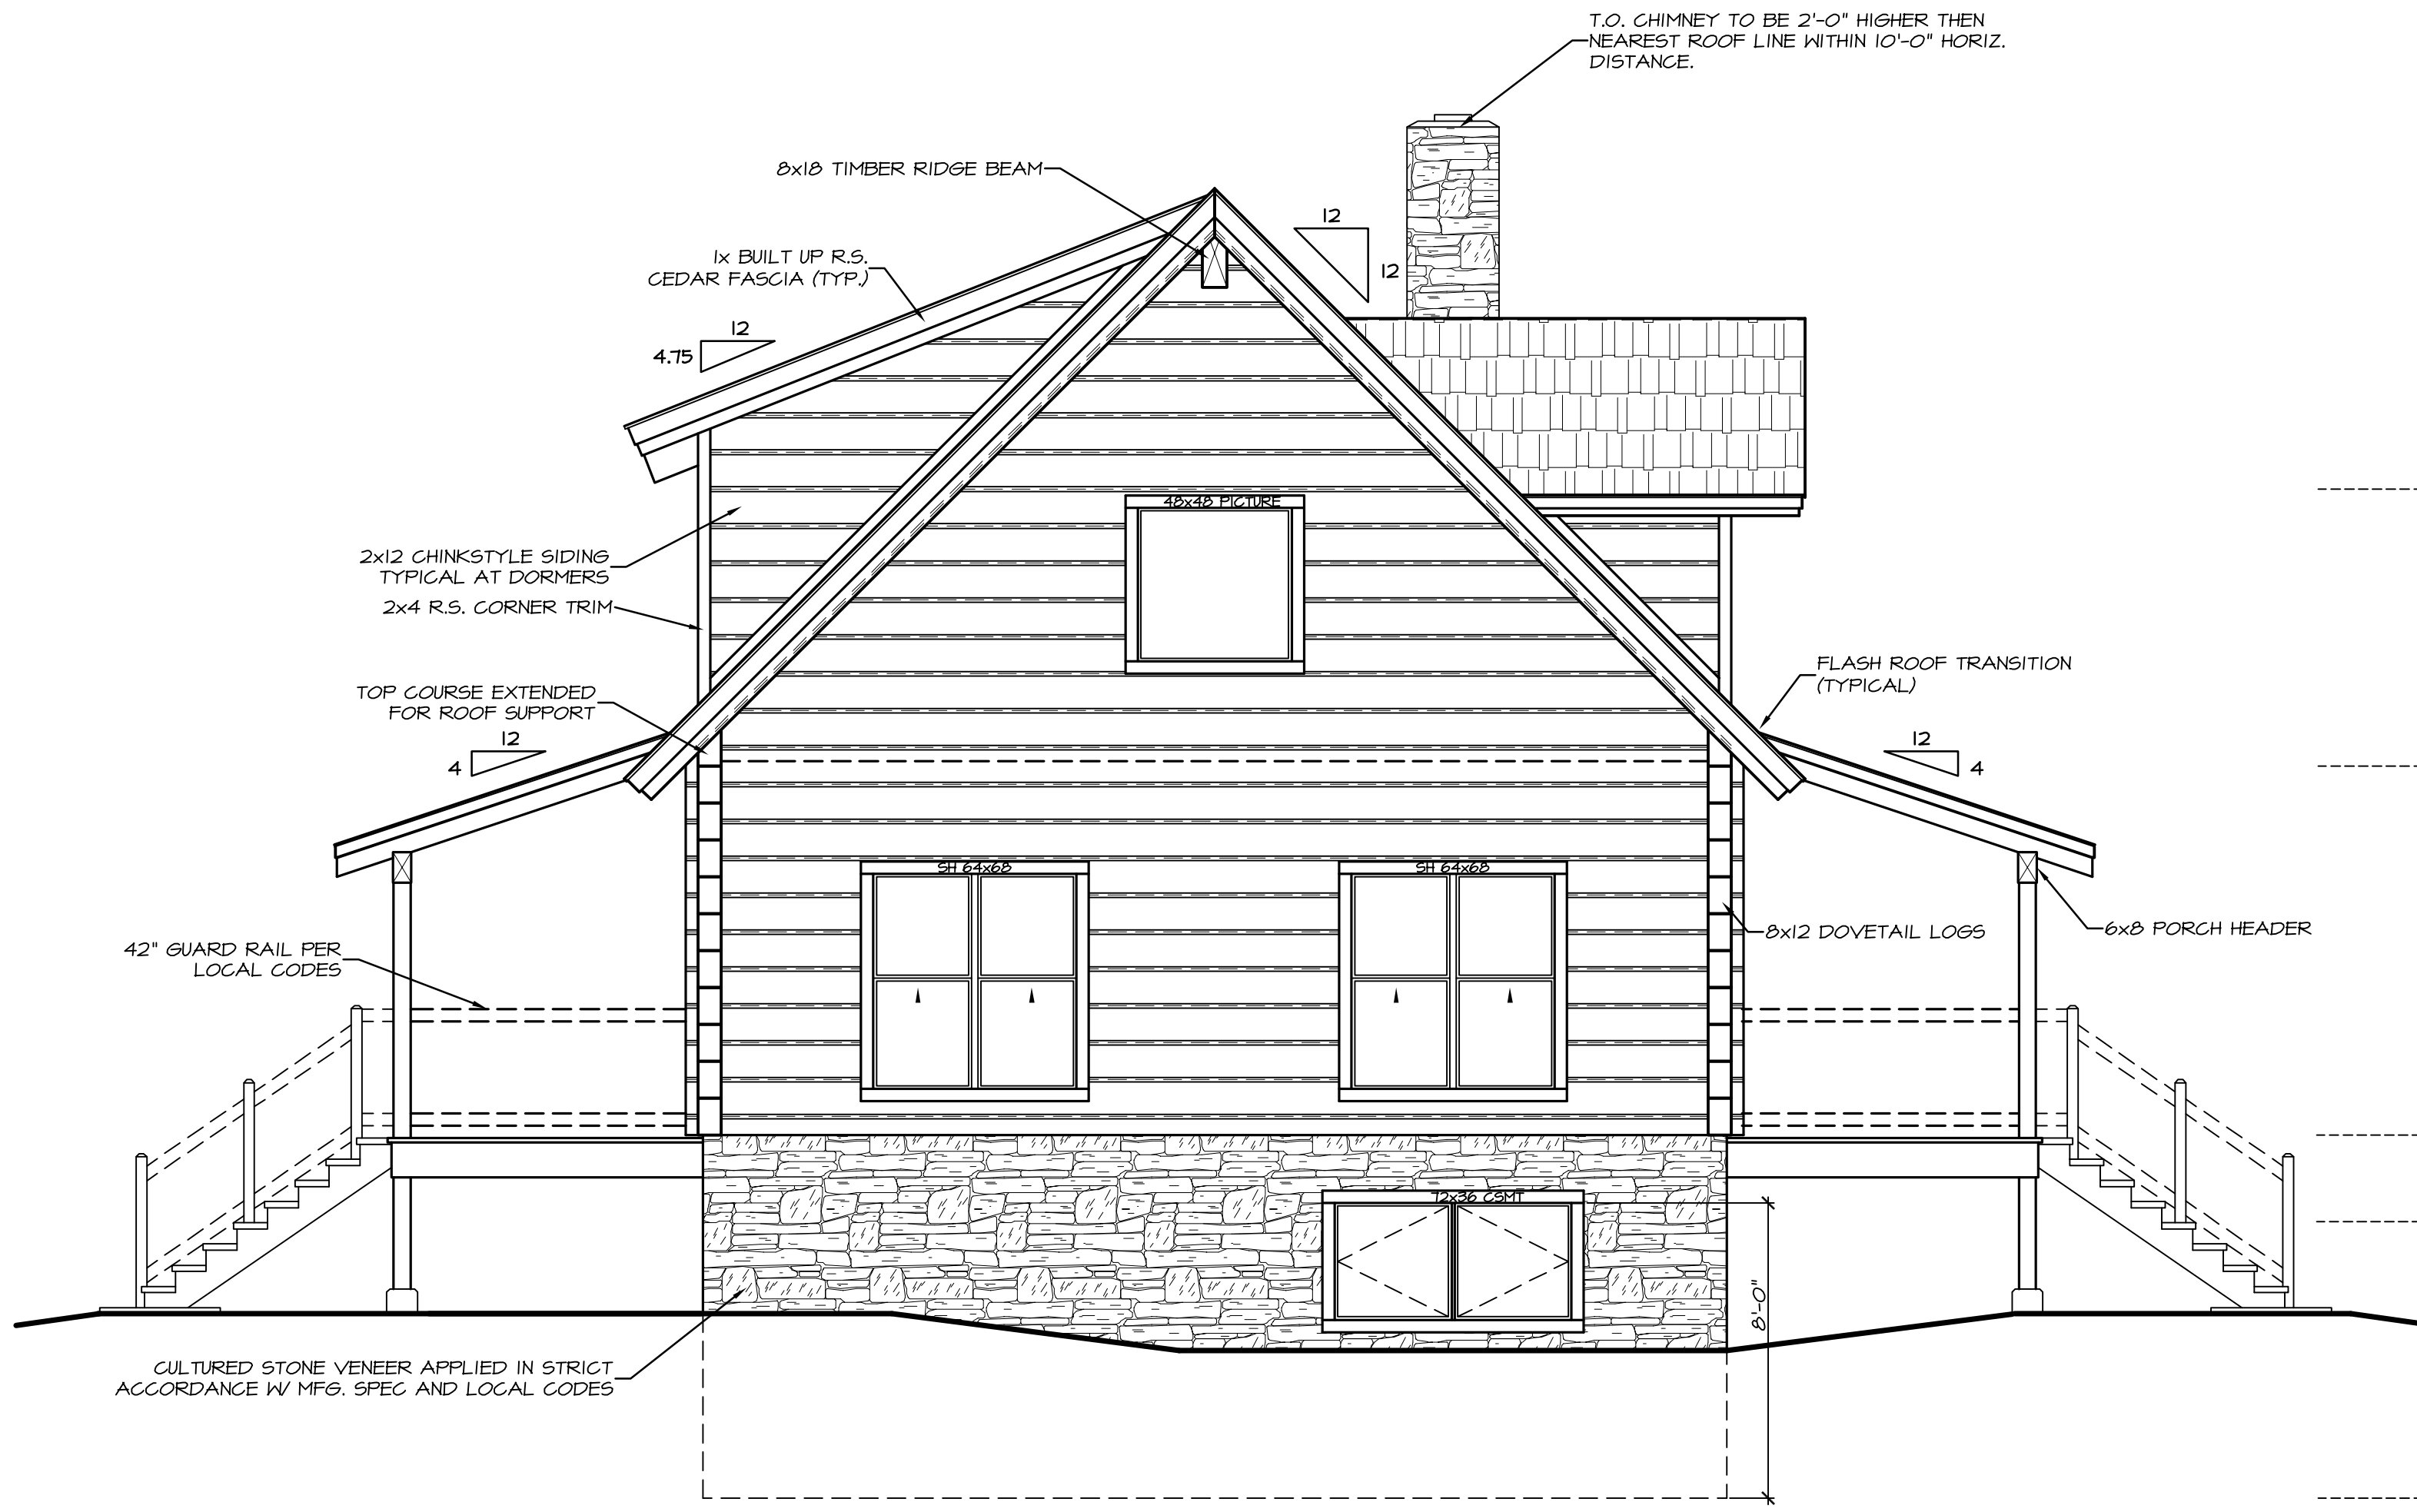 T.O. CHIMNEY TO BE 2'-0" HIGHER THEN
NEAREST ROOF LINE WITHIN 10'-0" HORIZ.
DISTANCE.
8x18 TIMBER RIDGE BEAM
12
12
1x BUILT UP R.S.
CEDAR FASCIA (TYP.)
12
4.75
48x48 PICTURE
2x12 CHINKSTYLE SIDING
TYPICAL AT DORMERS
2x4 R.S. CORNER TRIM
FLASH ROOF TRANSITION
(TYPICAL)
TOP COURSE EXTENDED
FOR ROOF SUPPORT
12
4
12
4
SH 64x68
SH 64x68
8x12 DOVETAIL LOGS
6x8 PORCH HEADER
42" GUARD RAIL PER
LOCAL CODES
72x36 CSMT
8'-0"
CULTURED STONE VENEER APPLIED IN STRICT
ACCORDANCE W/ MFG. SPEC AND LOCAL CODES